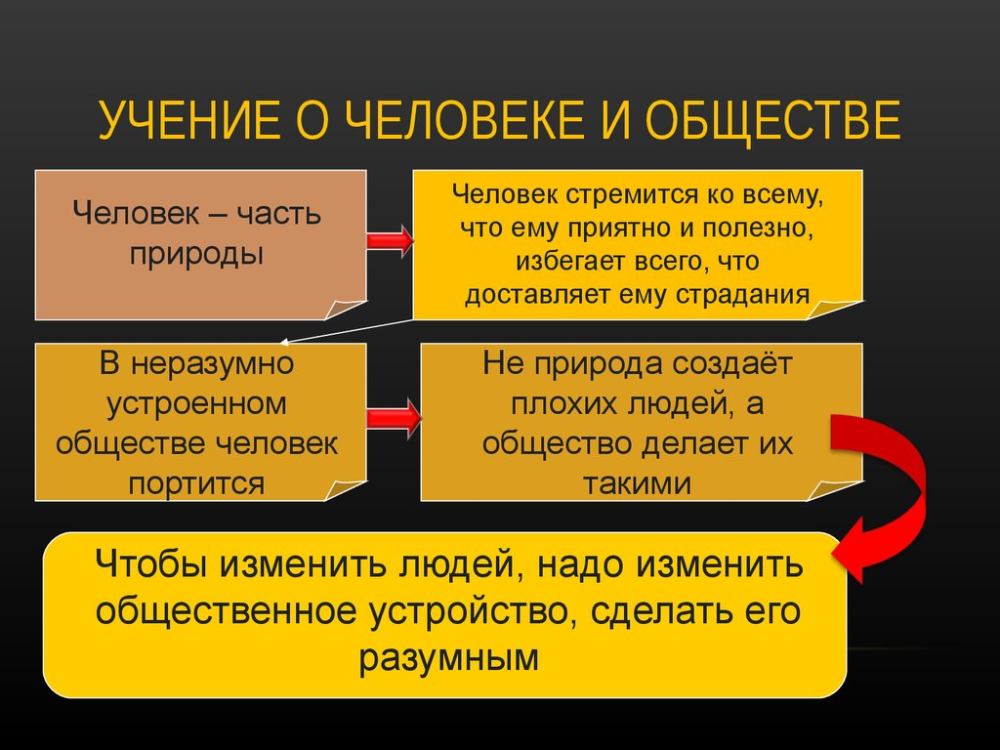 УЧЕНИЕ О ЧЕЛОВЕКЕ И ОБЩЕСТВЕ
Человек – часть
природы
Человек стремится ко всему,
что ему приятно и полезно,
избегает всего, что
доставляет ему страдания
В неразумно
устроенном
обществе человек
портится
Не природа создаёт
плохих людей, а
общество делает их
такими
Чтобы изменить людей, надо изменить
общественное устройство, сделать его
разумным